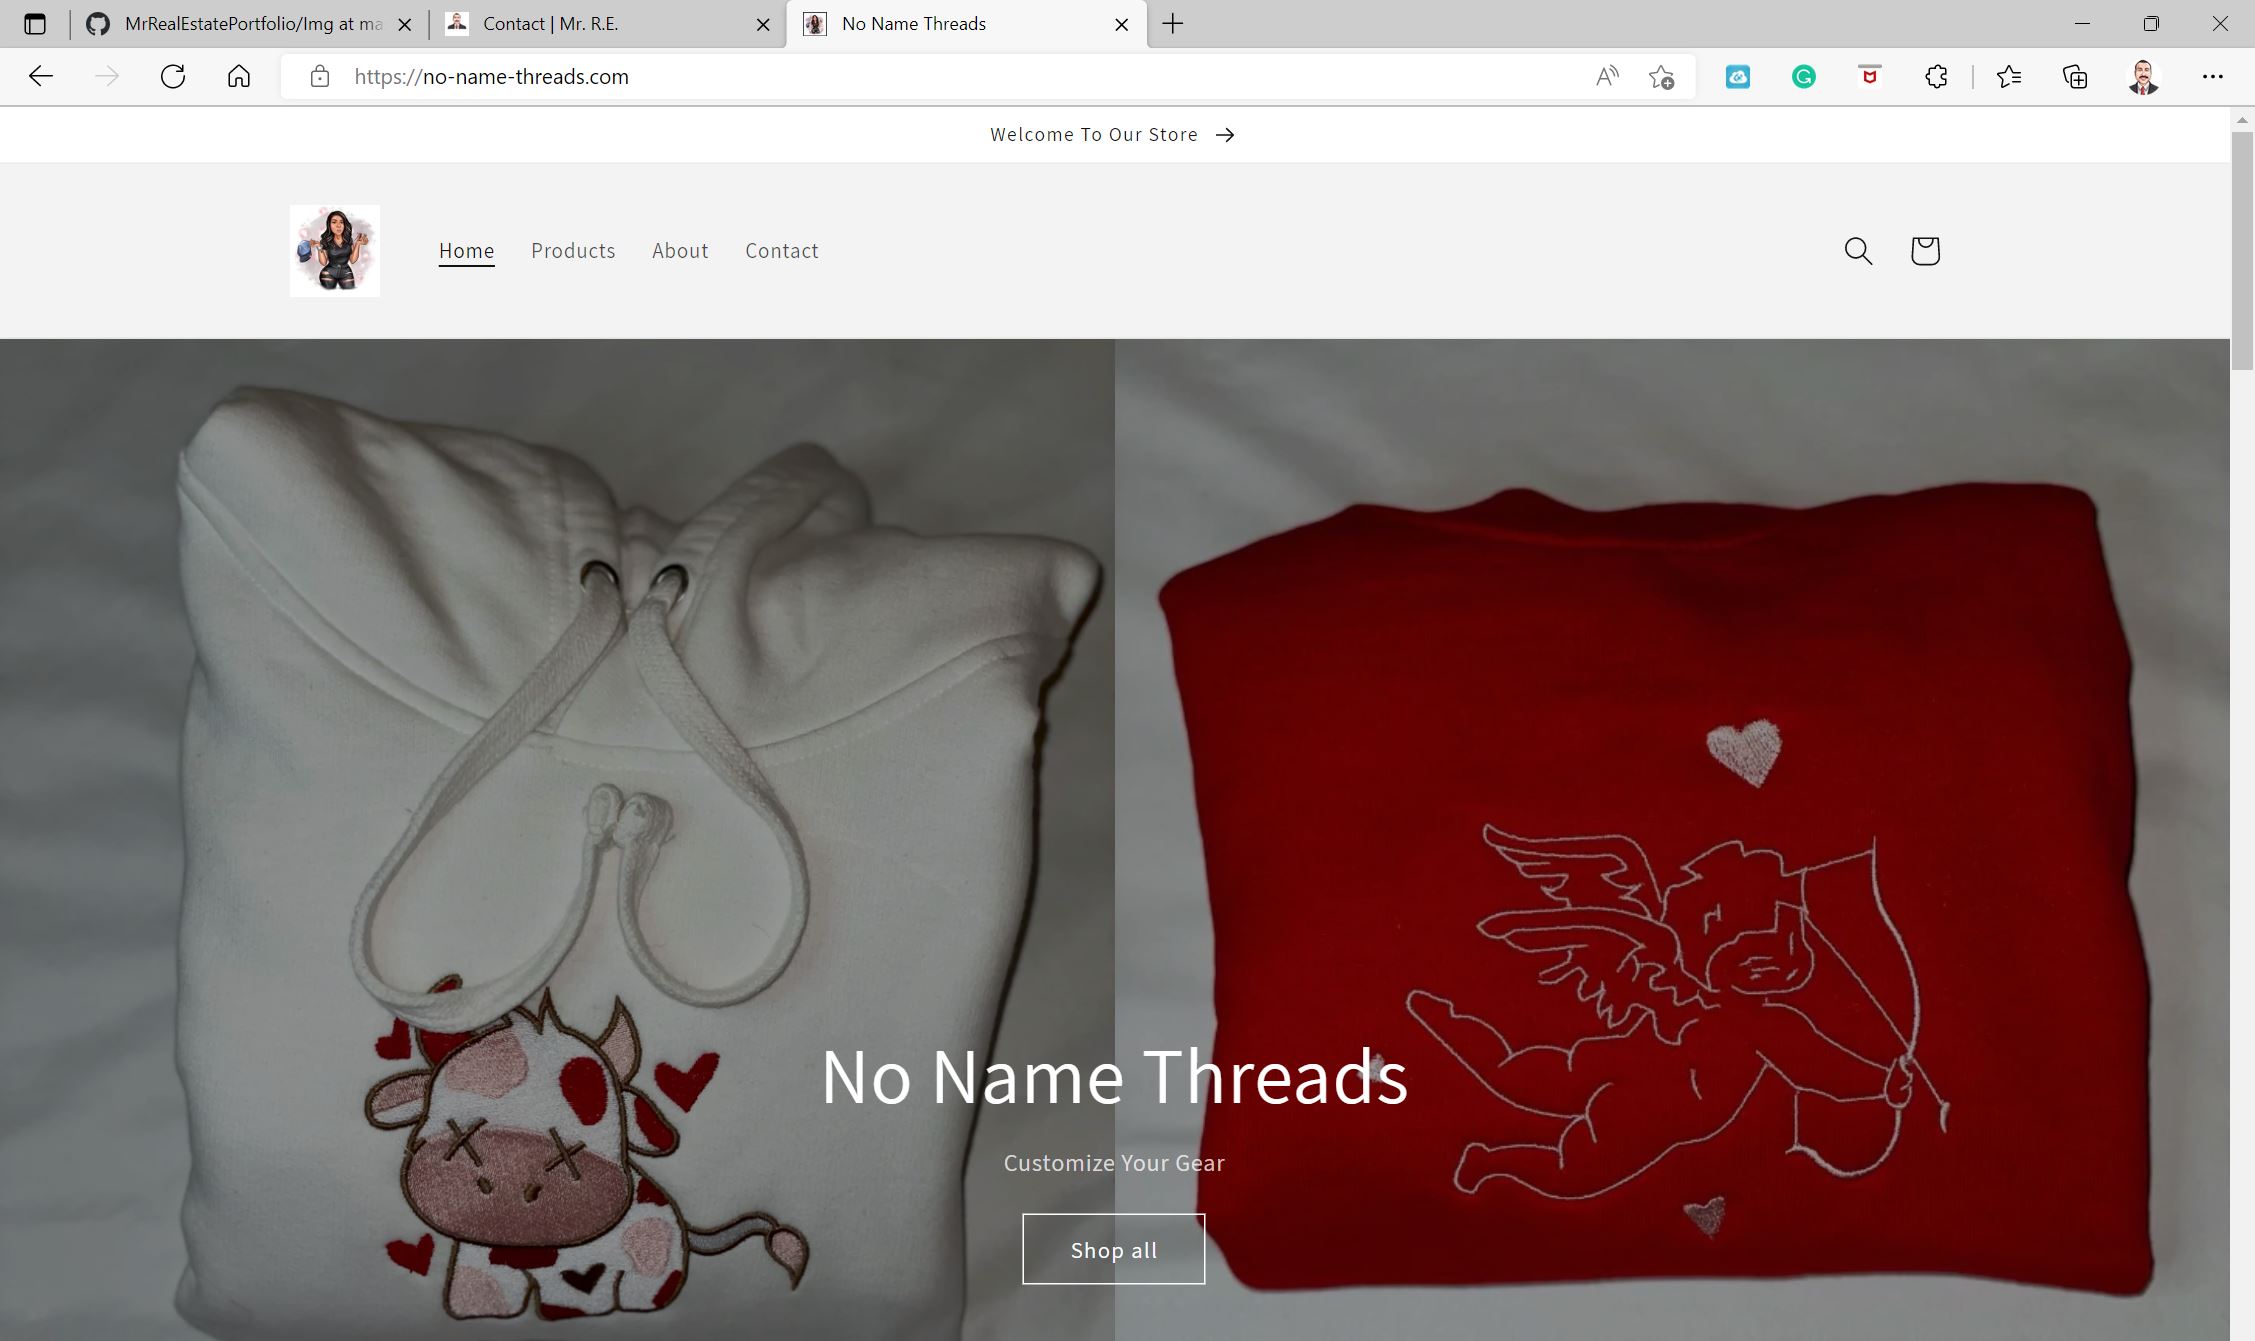 MrRealEstatePortfolio/Img at ma
Contact | Mr. R.E.
No Name Threads
https://no-name-threads.com
Welcome To Our Store →
Home
Products
About
Contact
No Name Threads
Customize Your Gear
Shop all